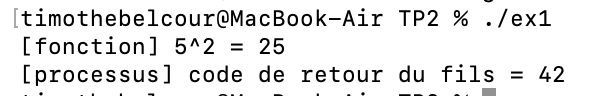 [timothebelcour@MacBook-Air TP2 % ./ex1
[fonction] 5^2 = 25
[processus] code de retour du fils = 42